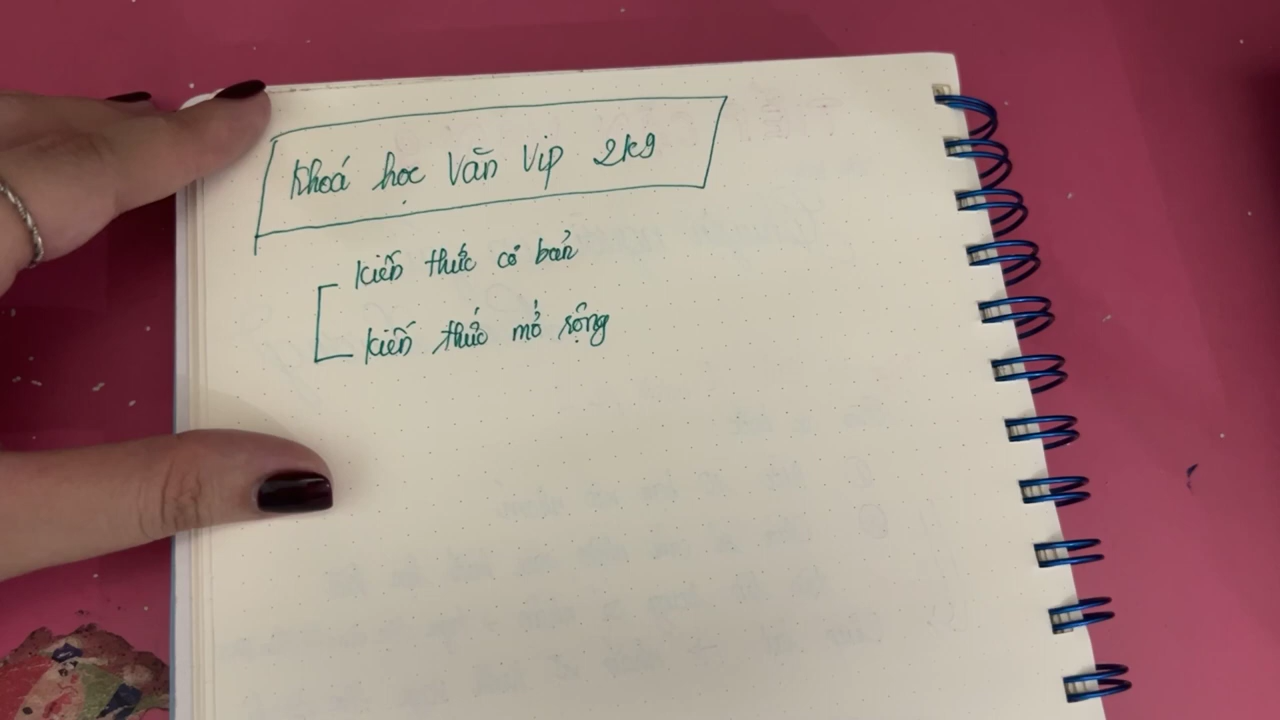 Khoá học Văn Vip 2k9
kiến thức cơ bản
kiến thức mở rộng